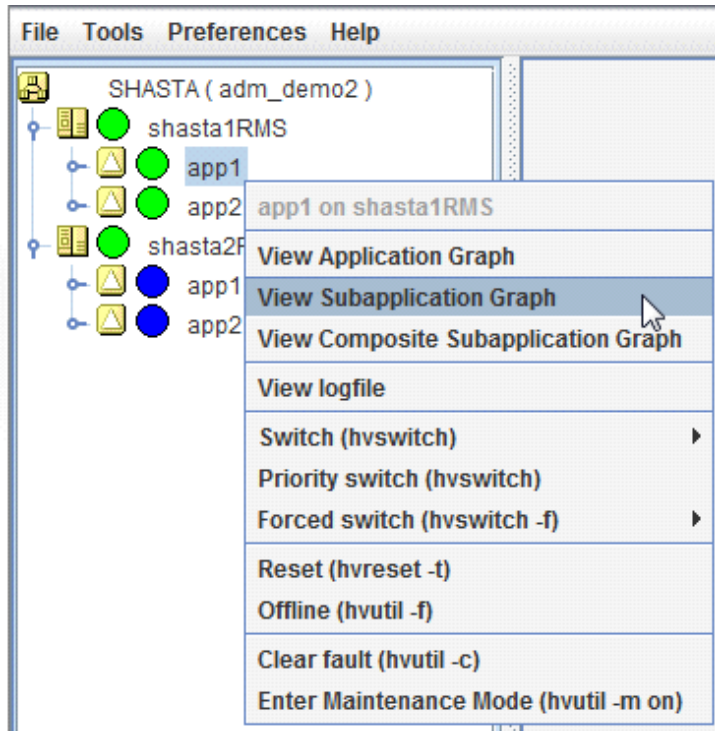 File Tools Preferences Help
SHASTA ( adm_demo2 )
shasta1RMS
app1
app2
app1 on shasta1RMS
shasta2
View Application Graph
app1
View Subapplication Graph
app2
View Composite Subapplication Graph
View logfile
Switch (hvswitch)
Priority switch (hvswitch)
Forced switch (hvswitch -f)
Reset (hvreset -t)
Offline (hvutil -f)
Clear fault (hvutil -c)
Enter Maintenance Mode (hvutil -m on)